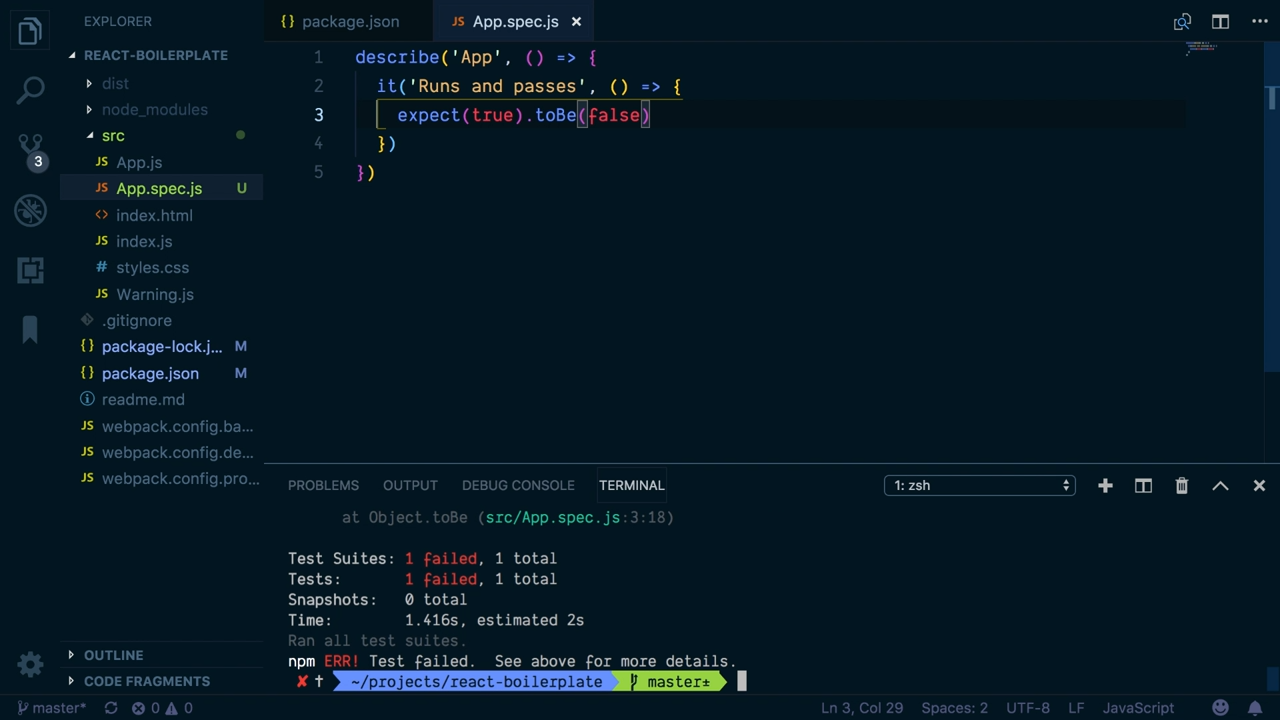 EXPLORER
REACT-BOILERPLATE
dist
node_modules
src
JS App.js
JS App.spec.js U
<> index.html
JS index.js
# styles.css
JS Warning.js
.gitignore
{} package-lock.j... M
{} package.json M
readme.md
JS webpack.config.ba...
JS webpack.config.de...
JS webpack.config.pro...
OUTLINE
CODE FRAGMENTS
3
{} package.json
JS App.spec.js ×
1 describe('App', () => {
2 it('Runs and passes', () => {
3 expect(true).toBe(false)
4 })
5 })
PROBLEMS OUTPUT DEBUG CONSOLE TERMINAL 1: zsh
at Object.toBe (src/App.spec.js:3:18)
Test Suites: 1 failed, 1 total
Tests: 1 failed, 1 total
Snapshots: 0 total
Time: 1.416s, estimated 2s
Ran all test suites.
npm ERR! Test failed. See above for more details.
✘ † ~/projects/react-boilerplate master±
master* 0 0 Ln 3, Col 29 Spaces: 2 UTF-8 LF JavaScript